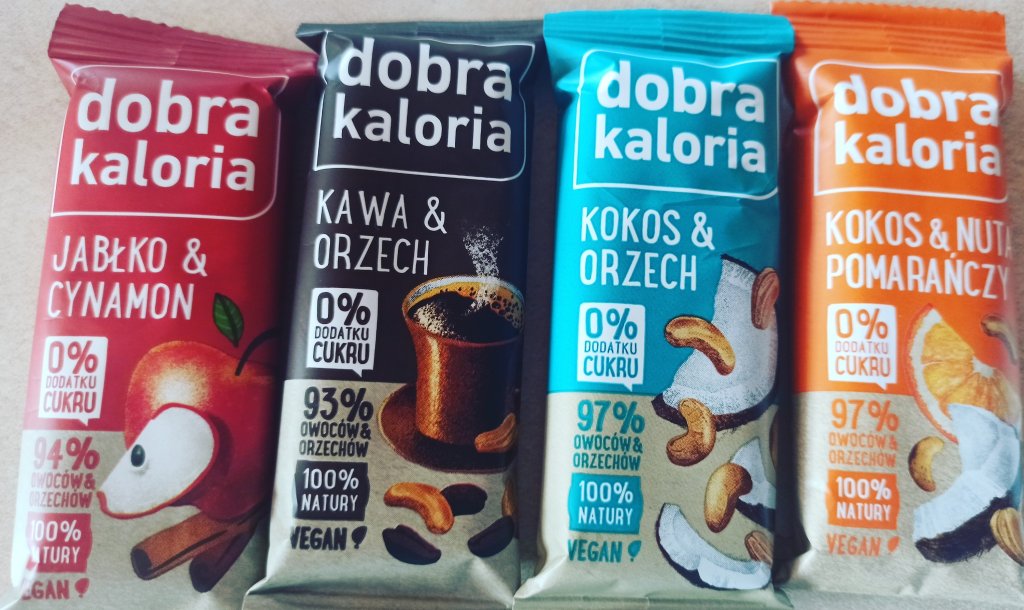 dobra
kaloria
JABŁKO &
CYNAMON
0%
DODATKU
CUKRU
94%
OWOCÓW&
ORZECHÓW
100%
NATURY
VEGAN
dobra
kaloria
KAWA &
ORZECH
0%
DODATKU
CUKRU
93%
OWOCÓW&
ORZECHÓW
100%
NATURY
VEGAN
dobra
kaloria
KOKOS &
ORZECH
0%
DODATKU
CUKRU
97%
OWOCÓW&
ORZECHÓW
100%
NATURY
VEGAN
dobra
kaloria
KOKOS & NUTA
POMARAŃCZY
0%
DODATKU
CUKRU
97%
OWOCÓW&
ORZECHÓW
100%
NATURY
VEGAN